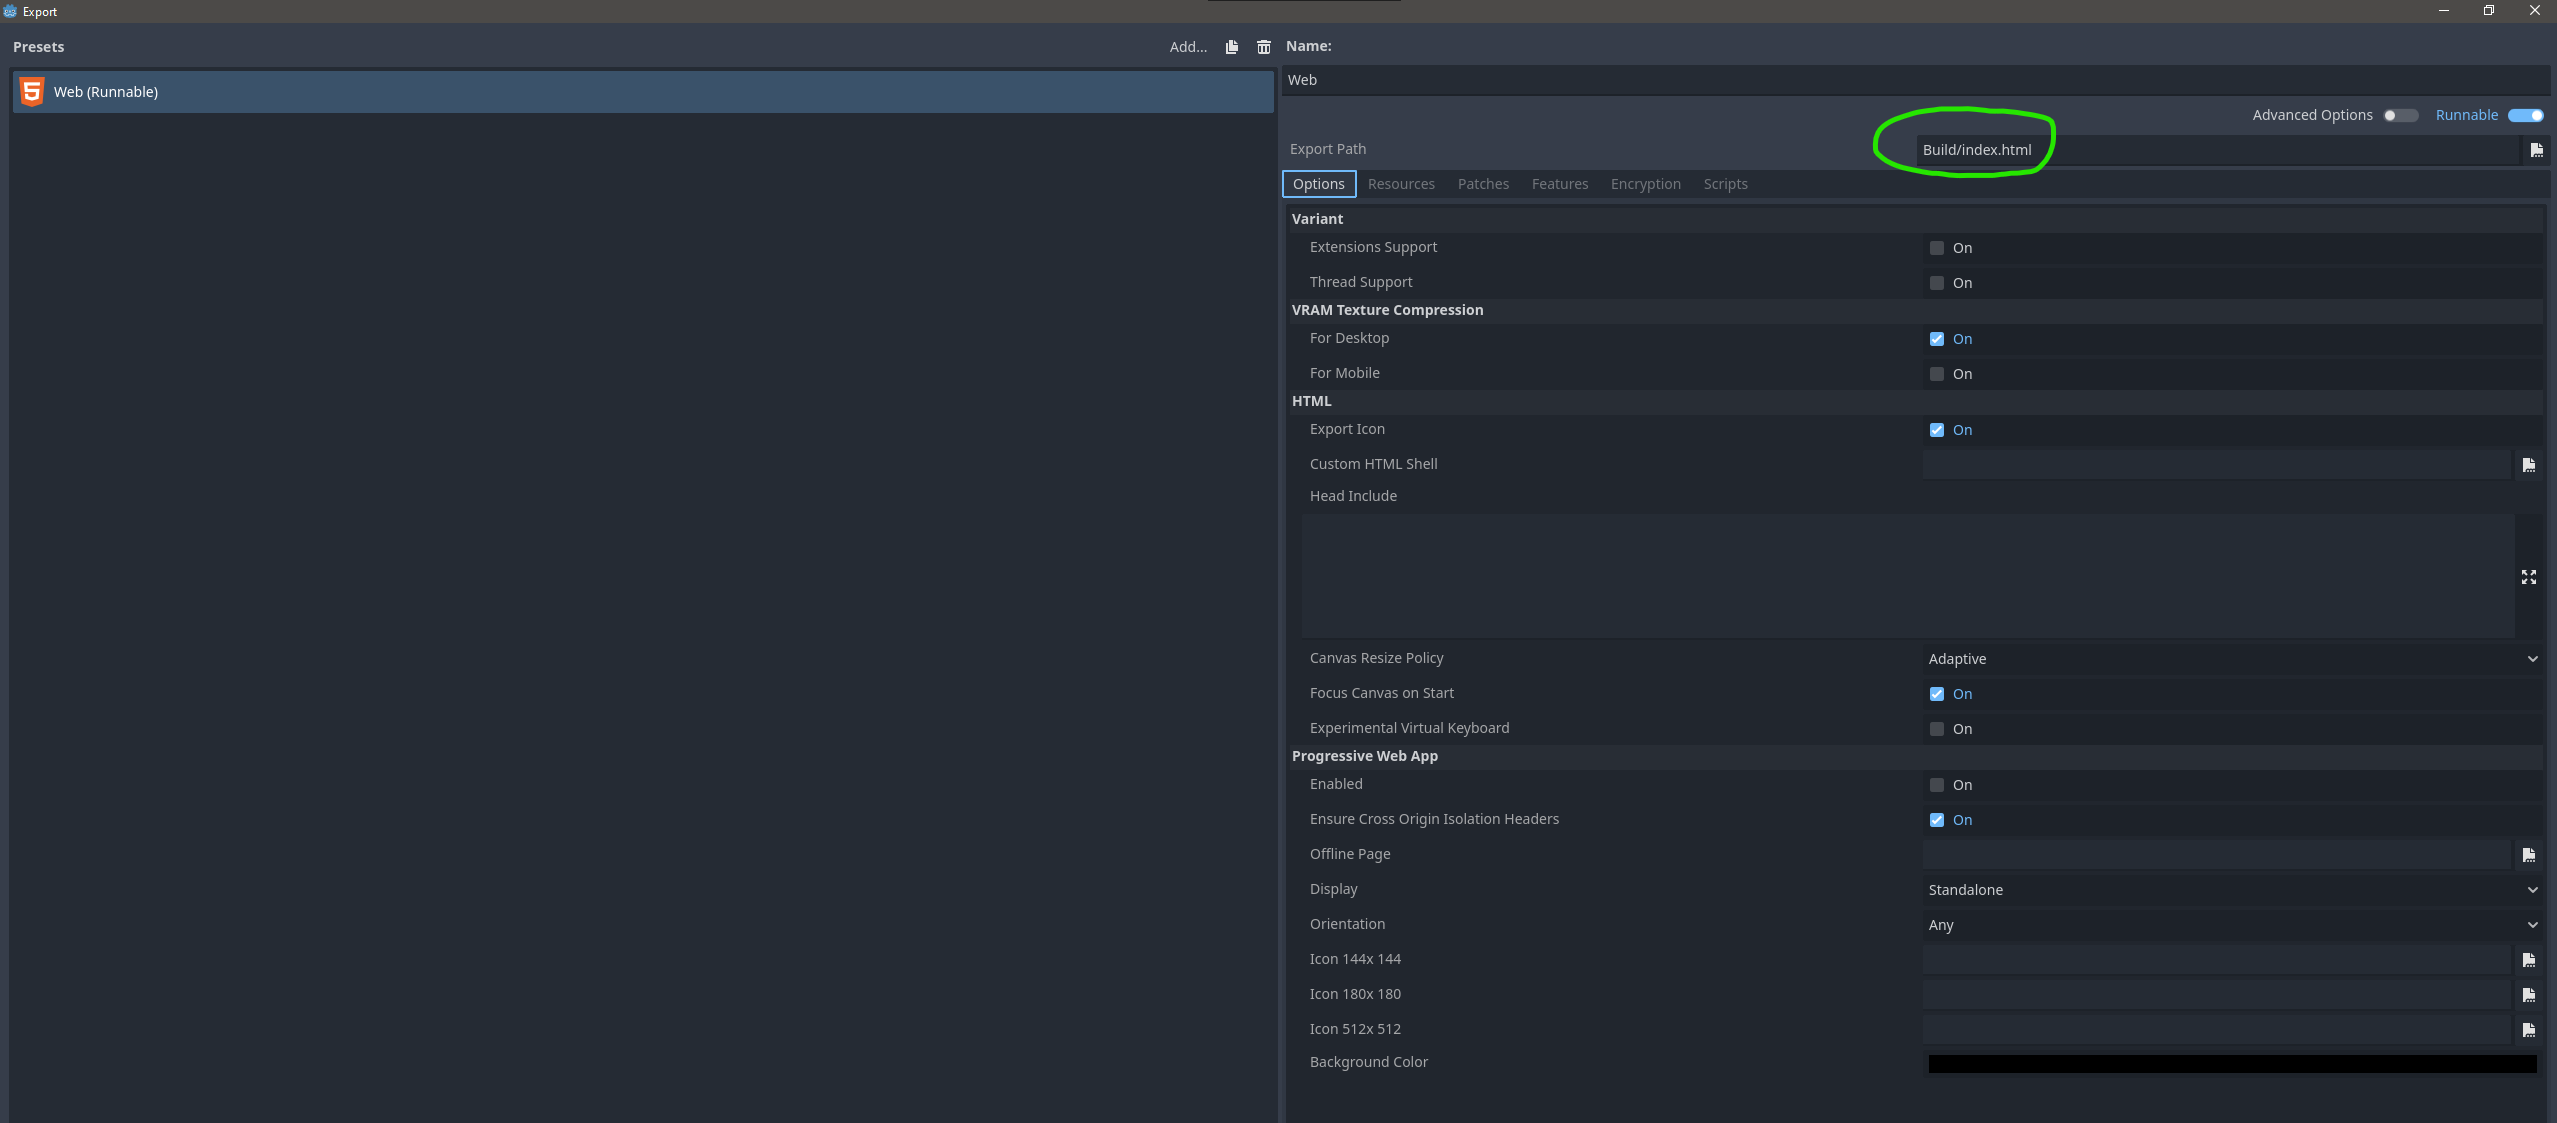 Export
Presets
Add...
Name:
Web (Runnable)
Web
Advanced Options
Runnable
Export Path
Build/index.html
Options Resources Patches Features Encryption Scripts
Variant
Extensions Support On
Thread Support On
VRAM Texture Compression
For Desktop On
For Mobile On
HTML
Export Icon On
Custom HTML Shell
Head Include
Canvas Resize Policy Adaptive
Focus Canvas on Start On
Experimental Virtual Keyboard On
Progressive Web App
Enabled On
Ensure Cross Origin Isolation Headers On
Offline Page
Display Standalone
Orientation Any
Icon 144x 144
Icon 180x 180
Icon 512x 512
Background Color